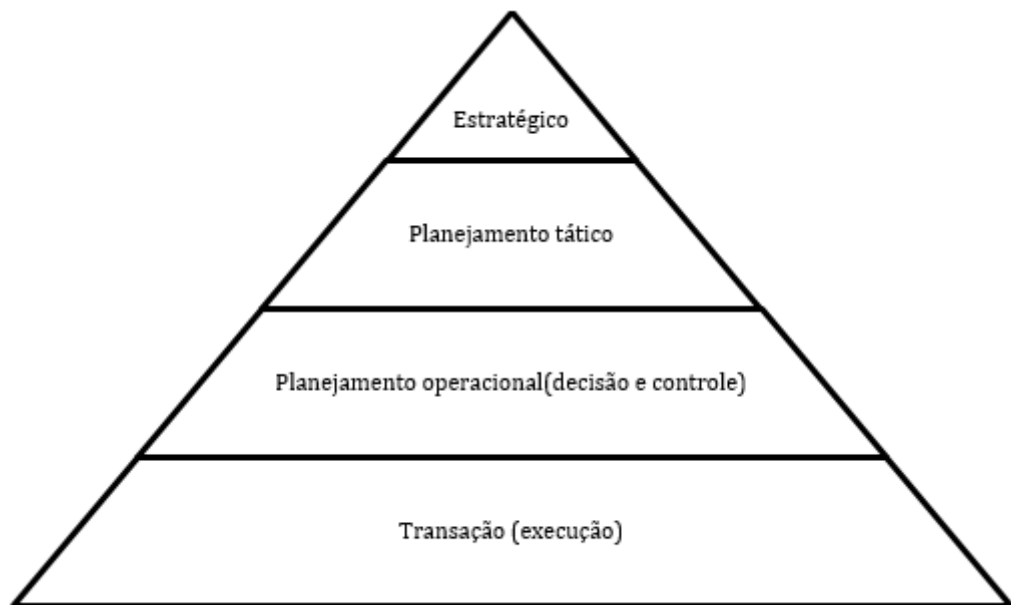 Estratégico
Planejamento tático
Planejamento operacional(decisão e controle)
Transação (execução)